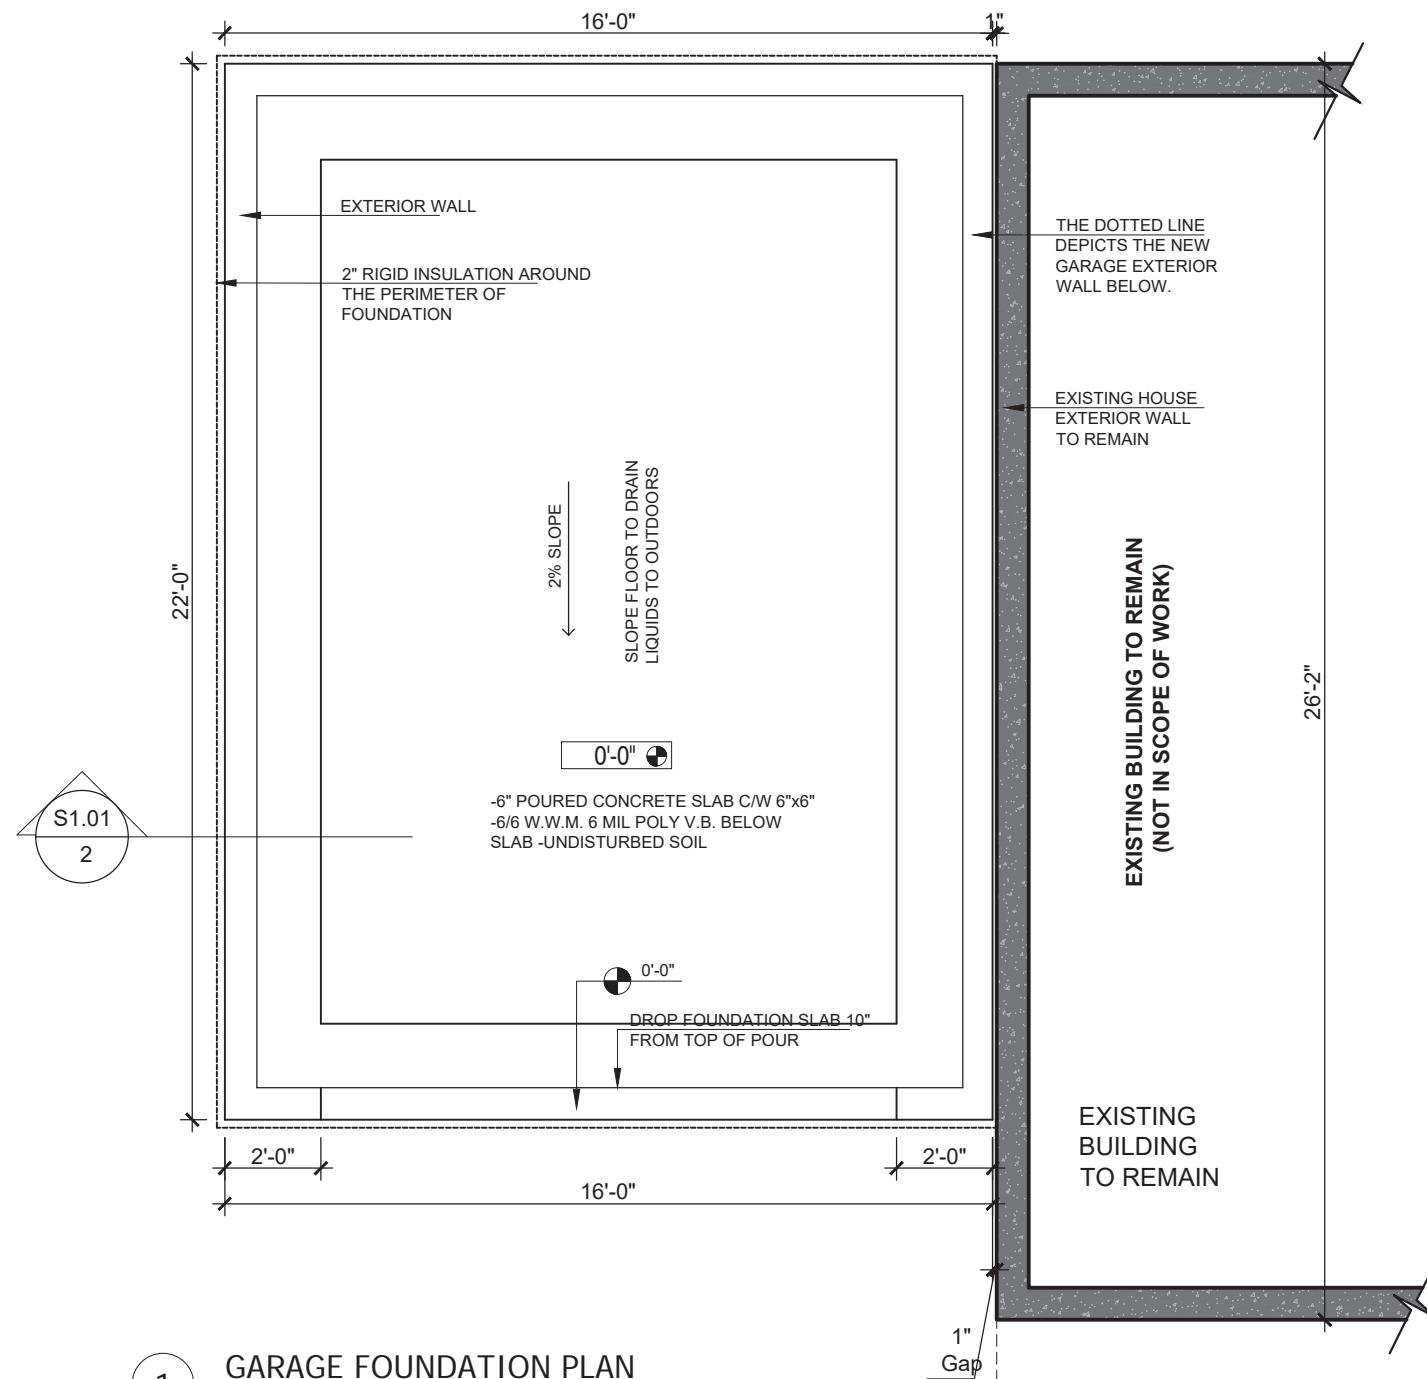 16'-0"
1"
EXTERIOR WALL
2" RIGID INSULATION AROUND
THE PERIMETER OF
FOUNDATION
THE DOTTED LINE
DEPICTS THE NEW
GARAGE EXTERIOR
WALL BELOW.
EXISTING HOUSE
EXTERIOR WALL
TO REMAIN
22'-0"
2% SLOPE
SLOPE FLOOR TO DRAIN
LIQUIDS TO OUTDOORS
EXISTING BUILDING TO REMAIN
(NOT IN SCOPE OF WORK)
26'-2"
0'-0"
-6" POURED CONCRETE SLAB C/W 6"x6"
-6/6 W.W.M. 6 MIL POLY V.B. BELOW
SLAB -UNDISTURBED SOIL
S1.01
2
0'-0"
DROP FOUNDATION SLAB 10"
FROM TOP OF POUR
EXISTING
BUILDING
TO REMAIN
2'-0"
2'-0"
16'-0"
1"
Gap
1
GARAGE FOUNDATION PLAN